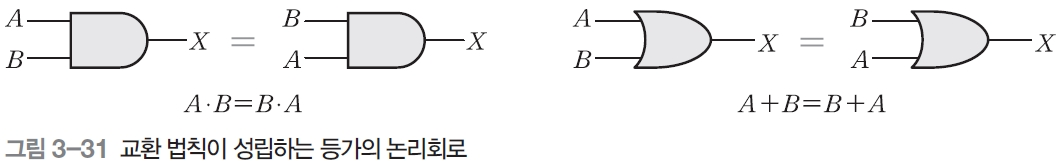 A B X = B A X A B X = B A X
A·B=B·A A+B=B+A
그림 3-31 교환 법칙이 성립하는 등가의 논리회로